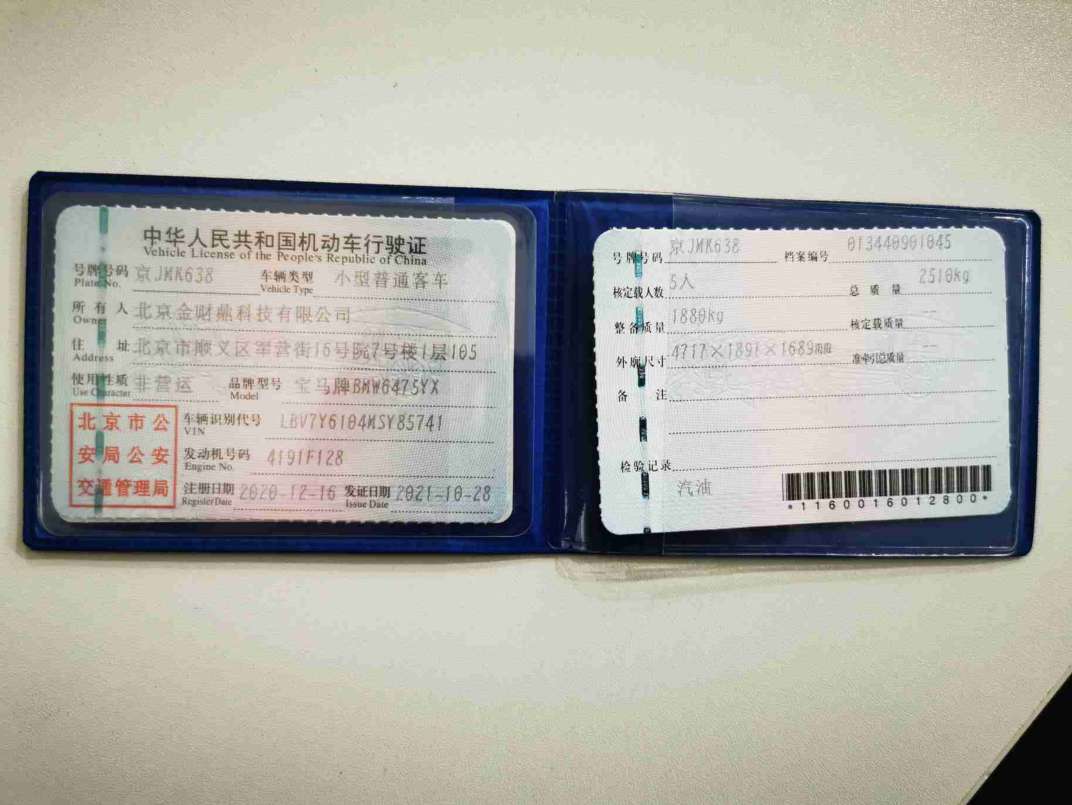 中华人民共和国机动车行驶证
Vehicle License of the People's Republic of China
号牌号码 京JMK638 车辆类型 小型普通客车
Plate No. Vehicle Type
所有人 北京金财鼎科技有限公司
Owner
住址 北京市顺义区军营街16号院7号楼1层105
Address
使用性质 非营运 品牌型号 宝马牌BMW6475YX
Use Character Model
北京市公
安局公安
交通管理局
车辆识别代号 LBV7Y6104MSY85741
VIN
发动机号码 4191F128
Engine No.
注册日期 2020-12-16 发证日期 2021-10-28
Register Date Issue Date
号牌号码 京JMK638 档案编号 013440901045
核定载人数 5人 总质量 2510kg
整备质量 1880kg 核定载质量 --
外廓尺寸 4717×1891×1689mm 准牵引总质量 --
备注
检验记录
汽油
*1160016012800*